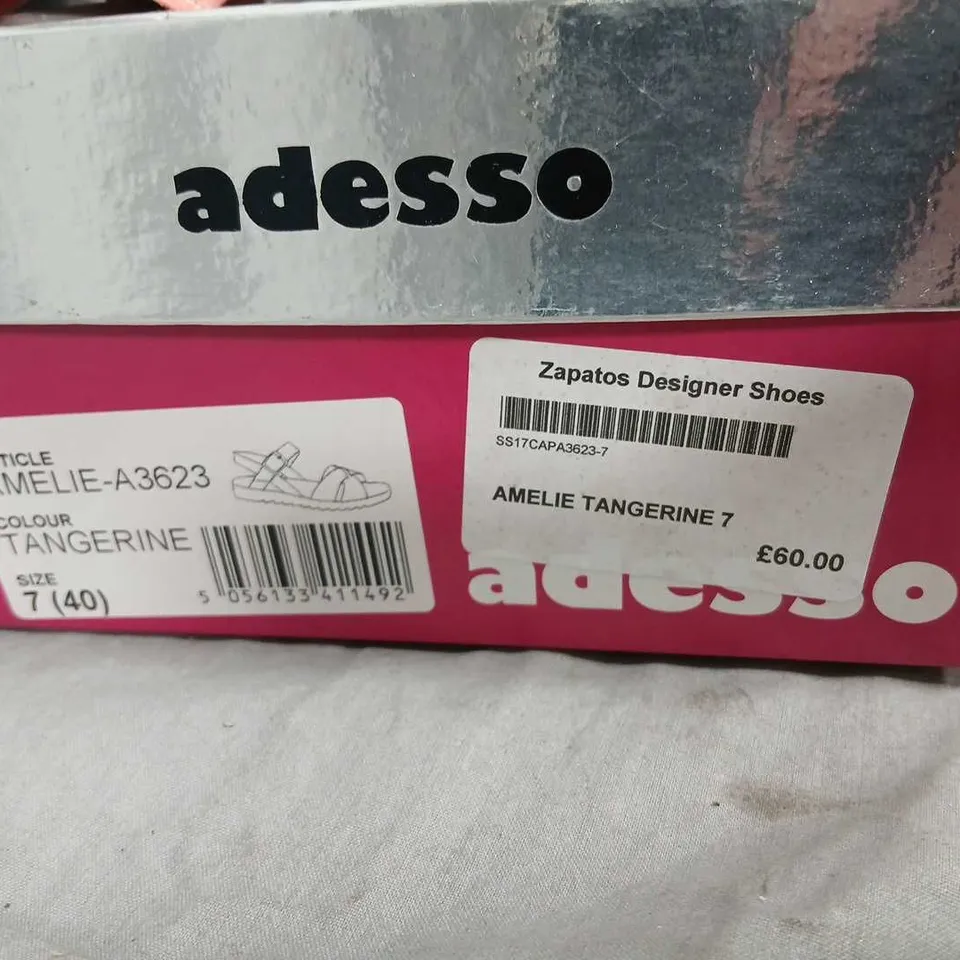 adesso
TICLE
AMELIE-A3623
COLOUR
TANGERINE
SIZE
7 (40)
5 056133 411492
Zapatos Designer Shoes
SS17CAPA3623-7
AMELIE TANGERINE 7
£60.00
adesso